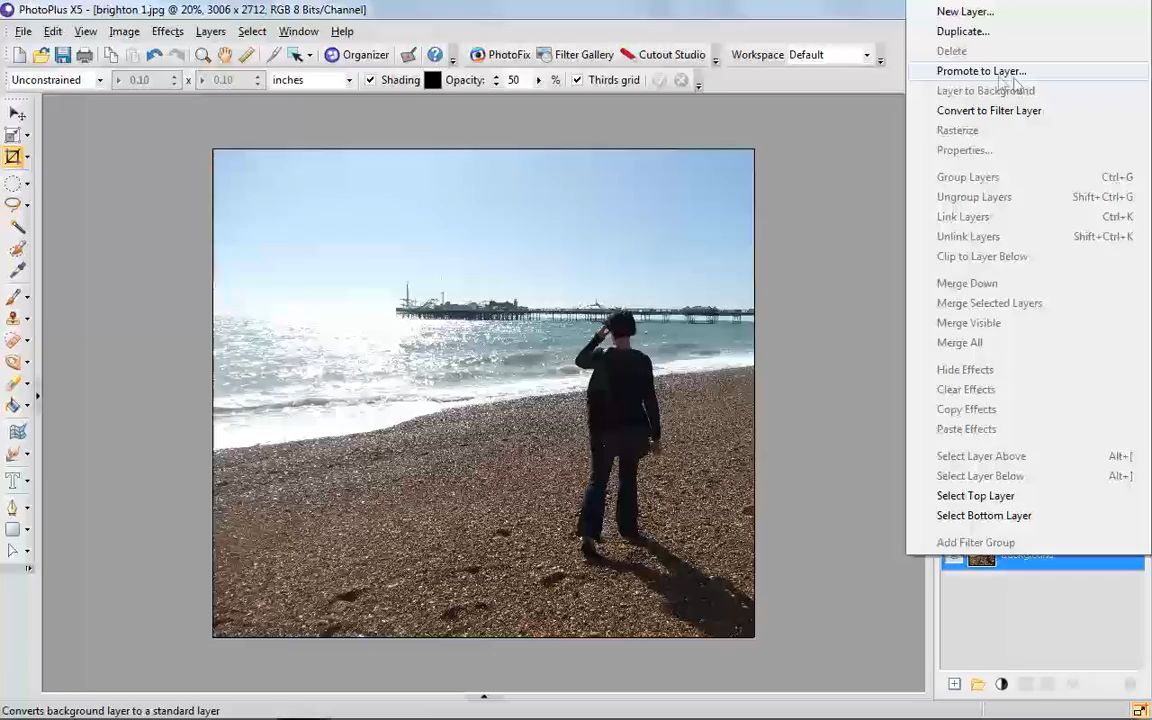 PhotoPlus X5 - [brighton 1.jpg @ 20%, 3006 x 2712, RGB 8 Bits/Channel]
File Edit View Image Effects Layers Select Window Help
Organizer PhotoFix Filter Gallery Cutout Studio Workspace Default
Unconstrained 0.10 x 0.10 inches Shading Opacity: 50 % Thirds grid
New Layer...
Duplicate...
Delete
Promote to Layer...
Layer to Background
Convert to Filter Layer
Rasterize
Properties...
Group Layers Ctrl+G
Ungroup Layers Shift+Ctrl+G
Link Layers Ctrl+K
Unlink Layers Shift+Ctrl+K
Clip to Layer Below
Merge Down
Merge Selected Layers
Merge Visible
Merge All
Hide Effects
Clear Effects
Copy Effects
Paste Effects
Select Layer Above Alt+[
Select Layer Below Alt+]
Select Top Layer
Select Bottom Layer
Add Filter Group
Background
Converts background layer to a standard layer